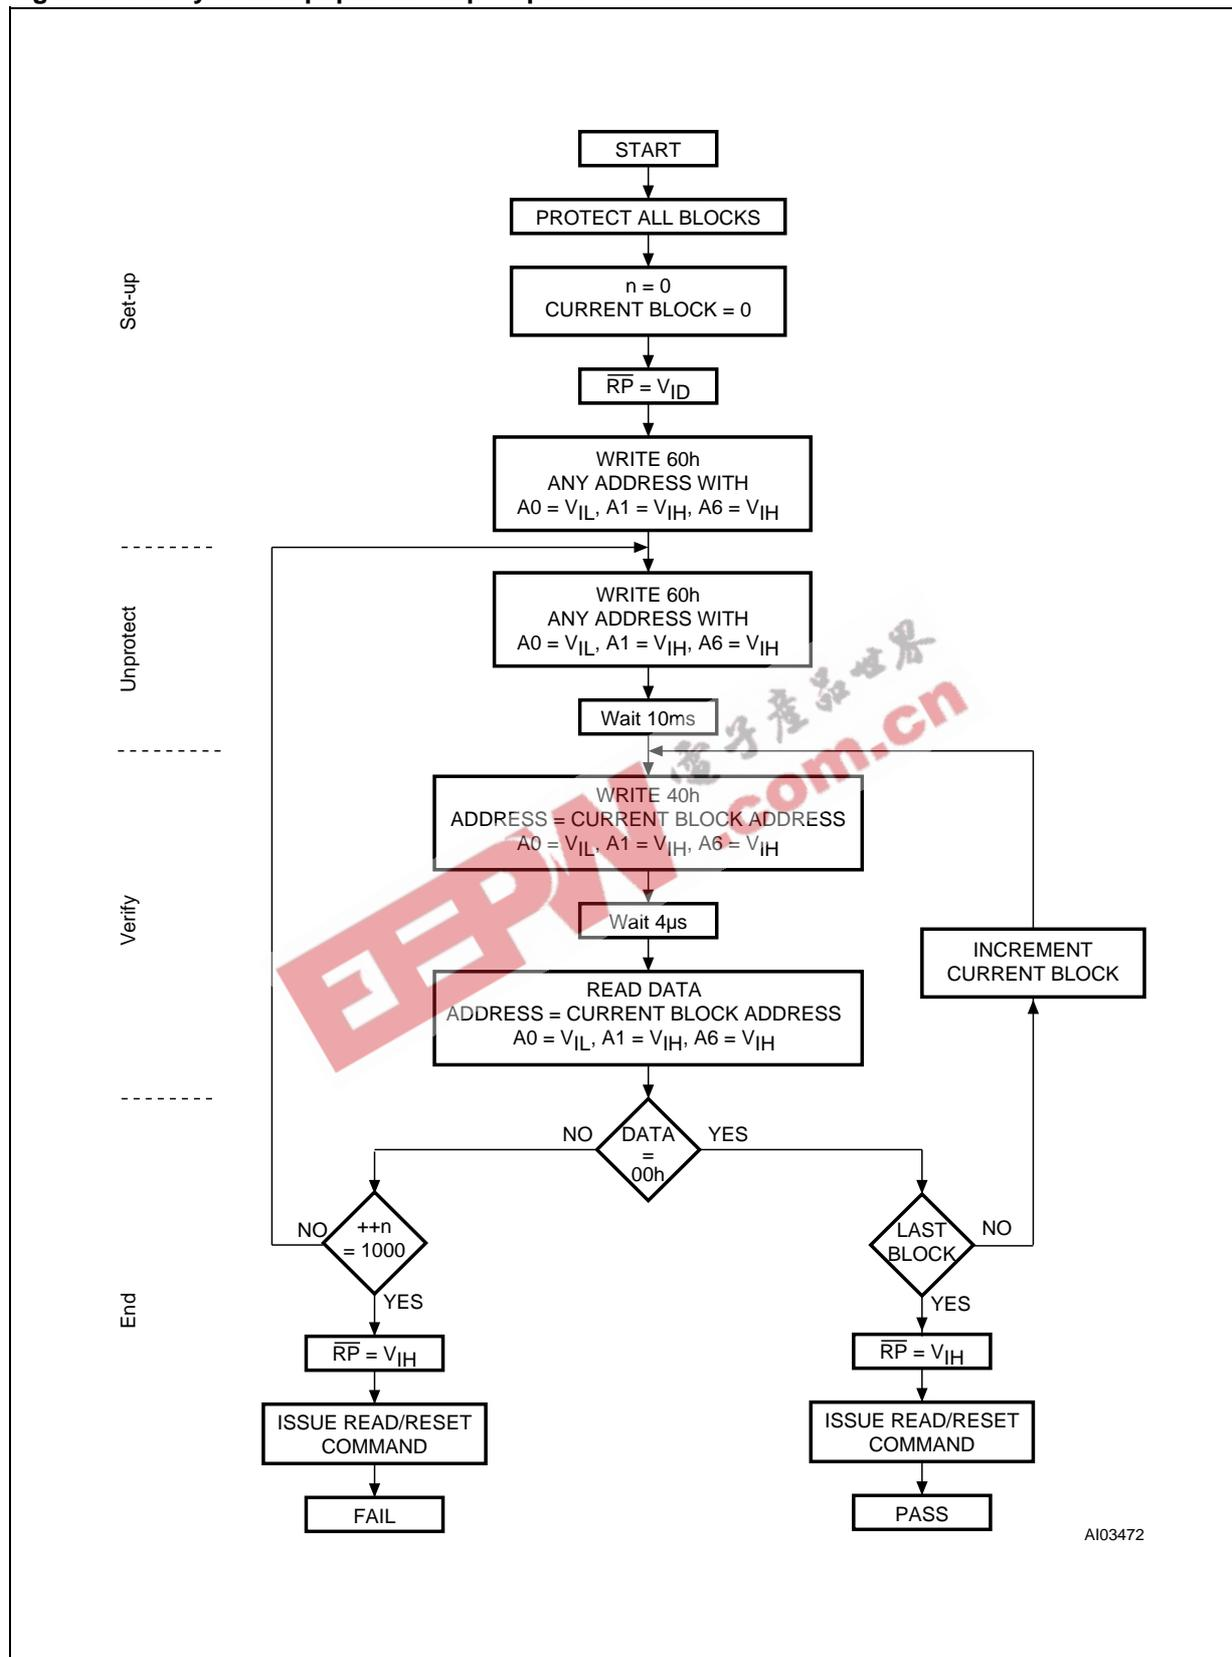 START
PROTECT ALL BLOCKS
n = 0
CURRENT BLOCK = 0
Set-up
RP = VID
WRITE 60h
ANY ADDRESS WITH
A0 = VIL, A1 = VIH, A6 = VIH
WRITE 60h
ANY ADDRESS WITH
A0 = VIL, A1 = VIH, A6 = VIH
Unprotect
Wait 10ms
電子產品世界
EEPW.com.cn
WRITE 40h
ADDRESS = CURRENT BLOCK ADDRESS
A0 = VIL, A1 = VIH, A6 = VIH
Verify
Wait 4µs
INCREMENT
CURRENT BLOCK
READ DATA
ADDRESS = CURRENT BLOCK ADDRESS
A0 = VIL, A1 = VIH, A6 = VIH
NO
DATA
=
00h
YES
NO
++n
= 1000
YES
LAST
BLOCK
NO
YES
End
RP = VIH
RP = VIH
ISSUE READ/RESET
COMMAND
ISSUE READ/RESET
COMMAND
FAIL
PASS
AI03472